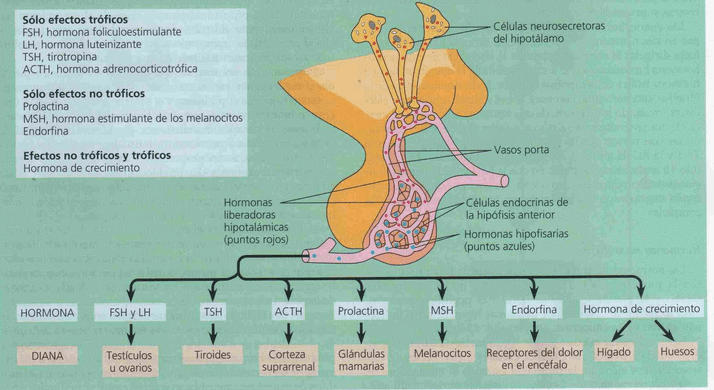 Sólo efectos tróficos
FSH, hormona foliculoestimulante
LH, hormona luteinizante
TSH, tirotropina
ACTH, hormona adrenocorticotrófica
Sólo efectos no tróficos
Prolactina
MSH, hormona estimulante de los melanocitos
Endorfina
Efectos no tróficos y tróficos
Hormona de crecimiento
Células neurosecretoras
del hipotálamo
Vasos porta
Hormonas
liberadoras
hipotalámicas
(puntos rojos)
Células endocrinas de
la hipófisis anterior
Hormonas hipofisarias
(puntos azules)
HORMONA
FSH y LH
TSH
ACTH
Prolactina
MSH
Endorfina
Hormona de crecimiento
DIANA
Testículos
u ovarios
Tiroides
Corteza
suprarrenal
Glándulas
mamarias
Melanocitos
Receptores del dolor
en el encéfalo
Hígado
Huesos